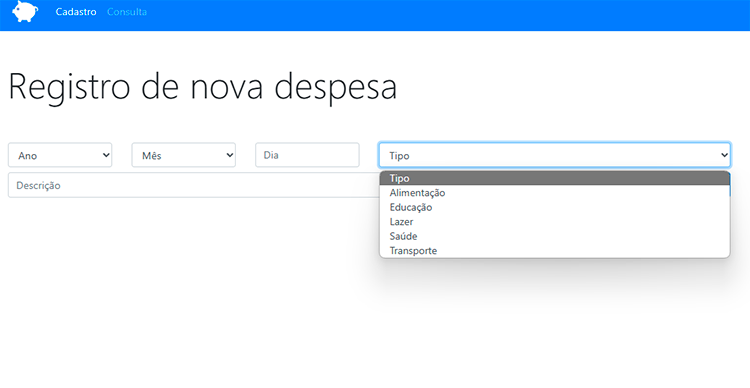 Cadastro Consulta
Registro de nova despesa
Ano Mês Dia Tipo
Descrição
Tipo
Alimentação
Educação
Lazer
Saúde
Transporte